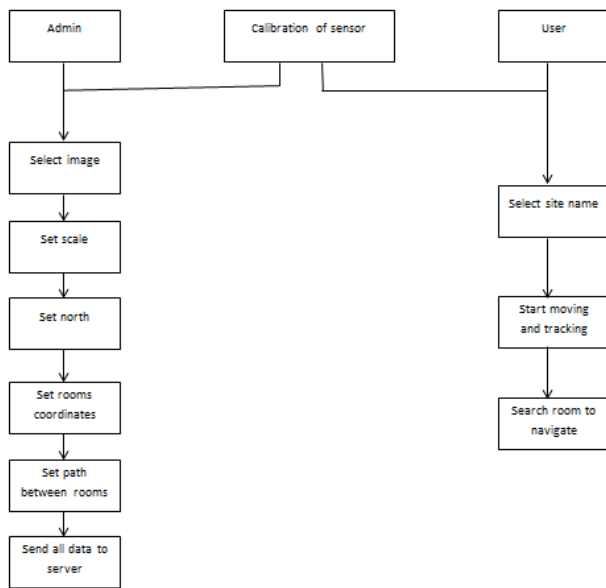 Admin
Calibration of sensor
User
Select image
Select site name
Set scale
Set north
Start moving
and tracking
Set rooms
coordinates
Search room to
navigate
Set path
between rooms
Send all data to
server